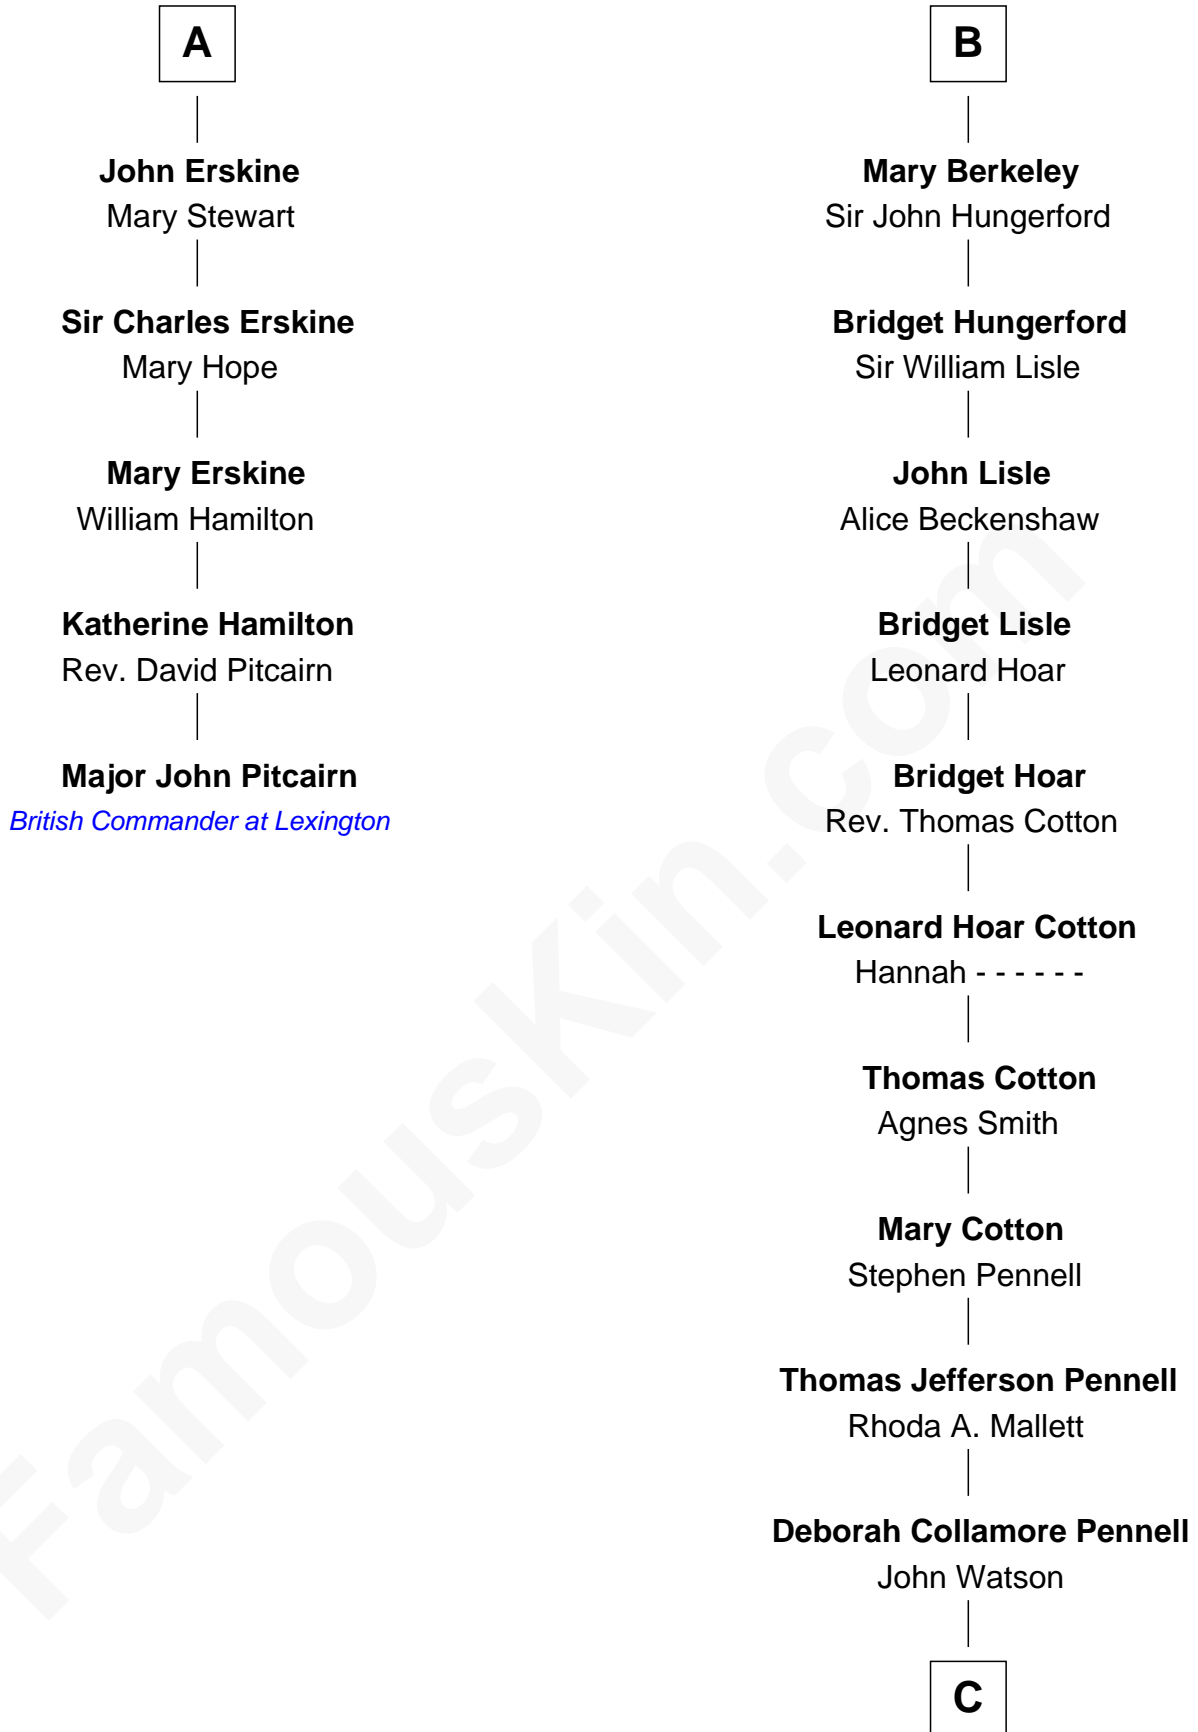 A
John Erskine
Mary Stewart
Sir Charles Erskine
Mary Hope
Mary Erskine
William Hamilton
Katherine Hamilton
Rev. David Pitcairn
Major John Pitcairn
British Commander at Lexington
B
Mary Berkeley
Sir John Hungerford
Bridget Hungerford
Sir William Lisle
John Lisle
Alice Beckenshaw
Bridget Lisle
Leonard Hoar
Bridget Hoar
Rev. Thomas Cotton
Leonard Hoar Cotton
Hannah - - - - - -
Thomas Cotton
Agnes Smith
Mary Cotton
Stephen Pennell
Thomas Jefferson Pennell
Rhoda A. Mallett
Deborah Collamore Pennell
John Watson
C
FamousKin.com